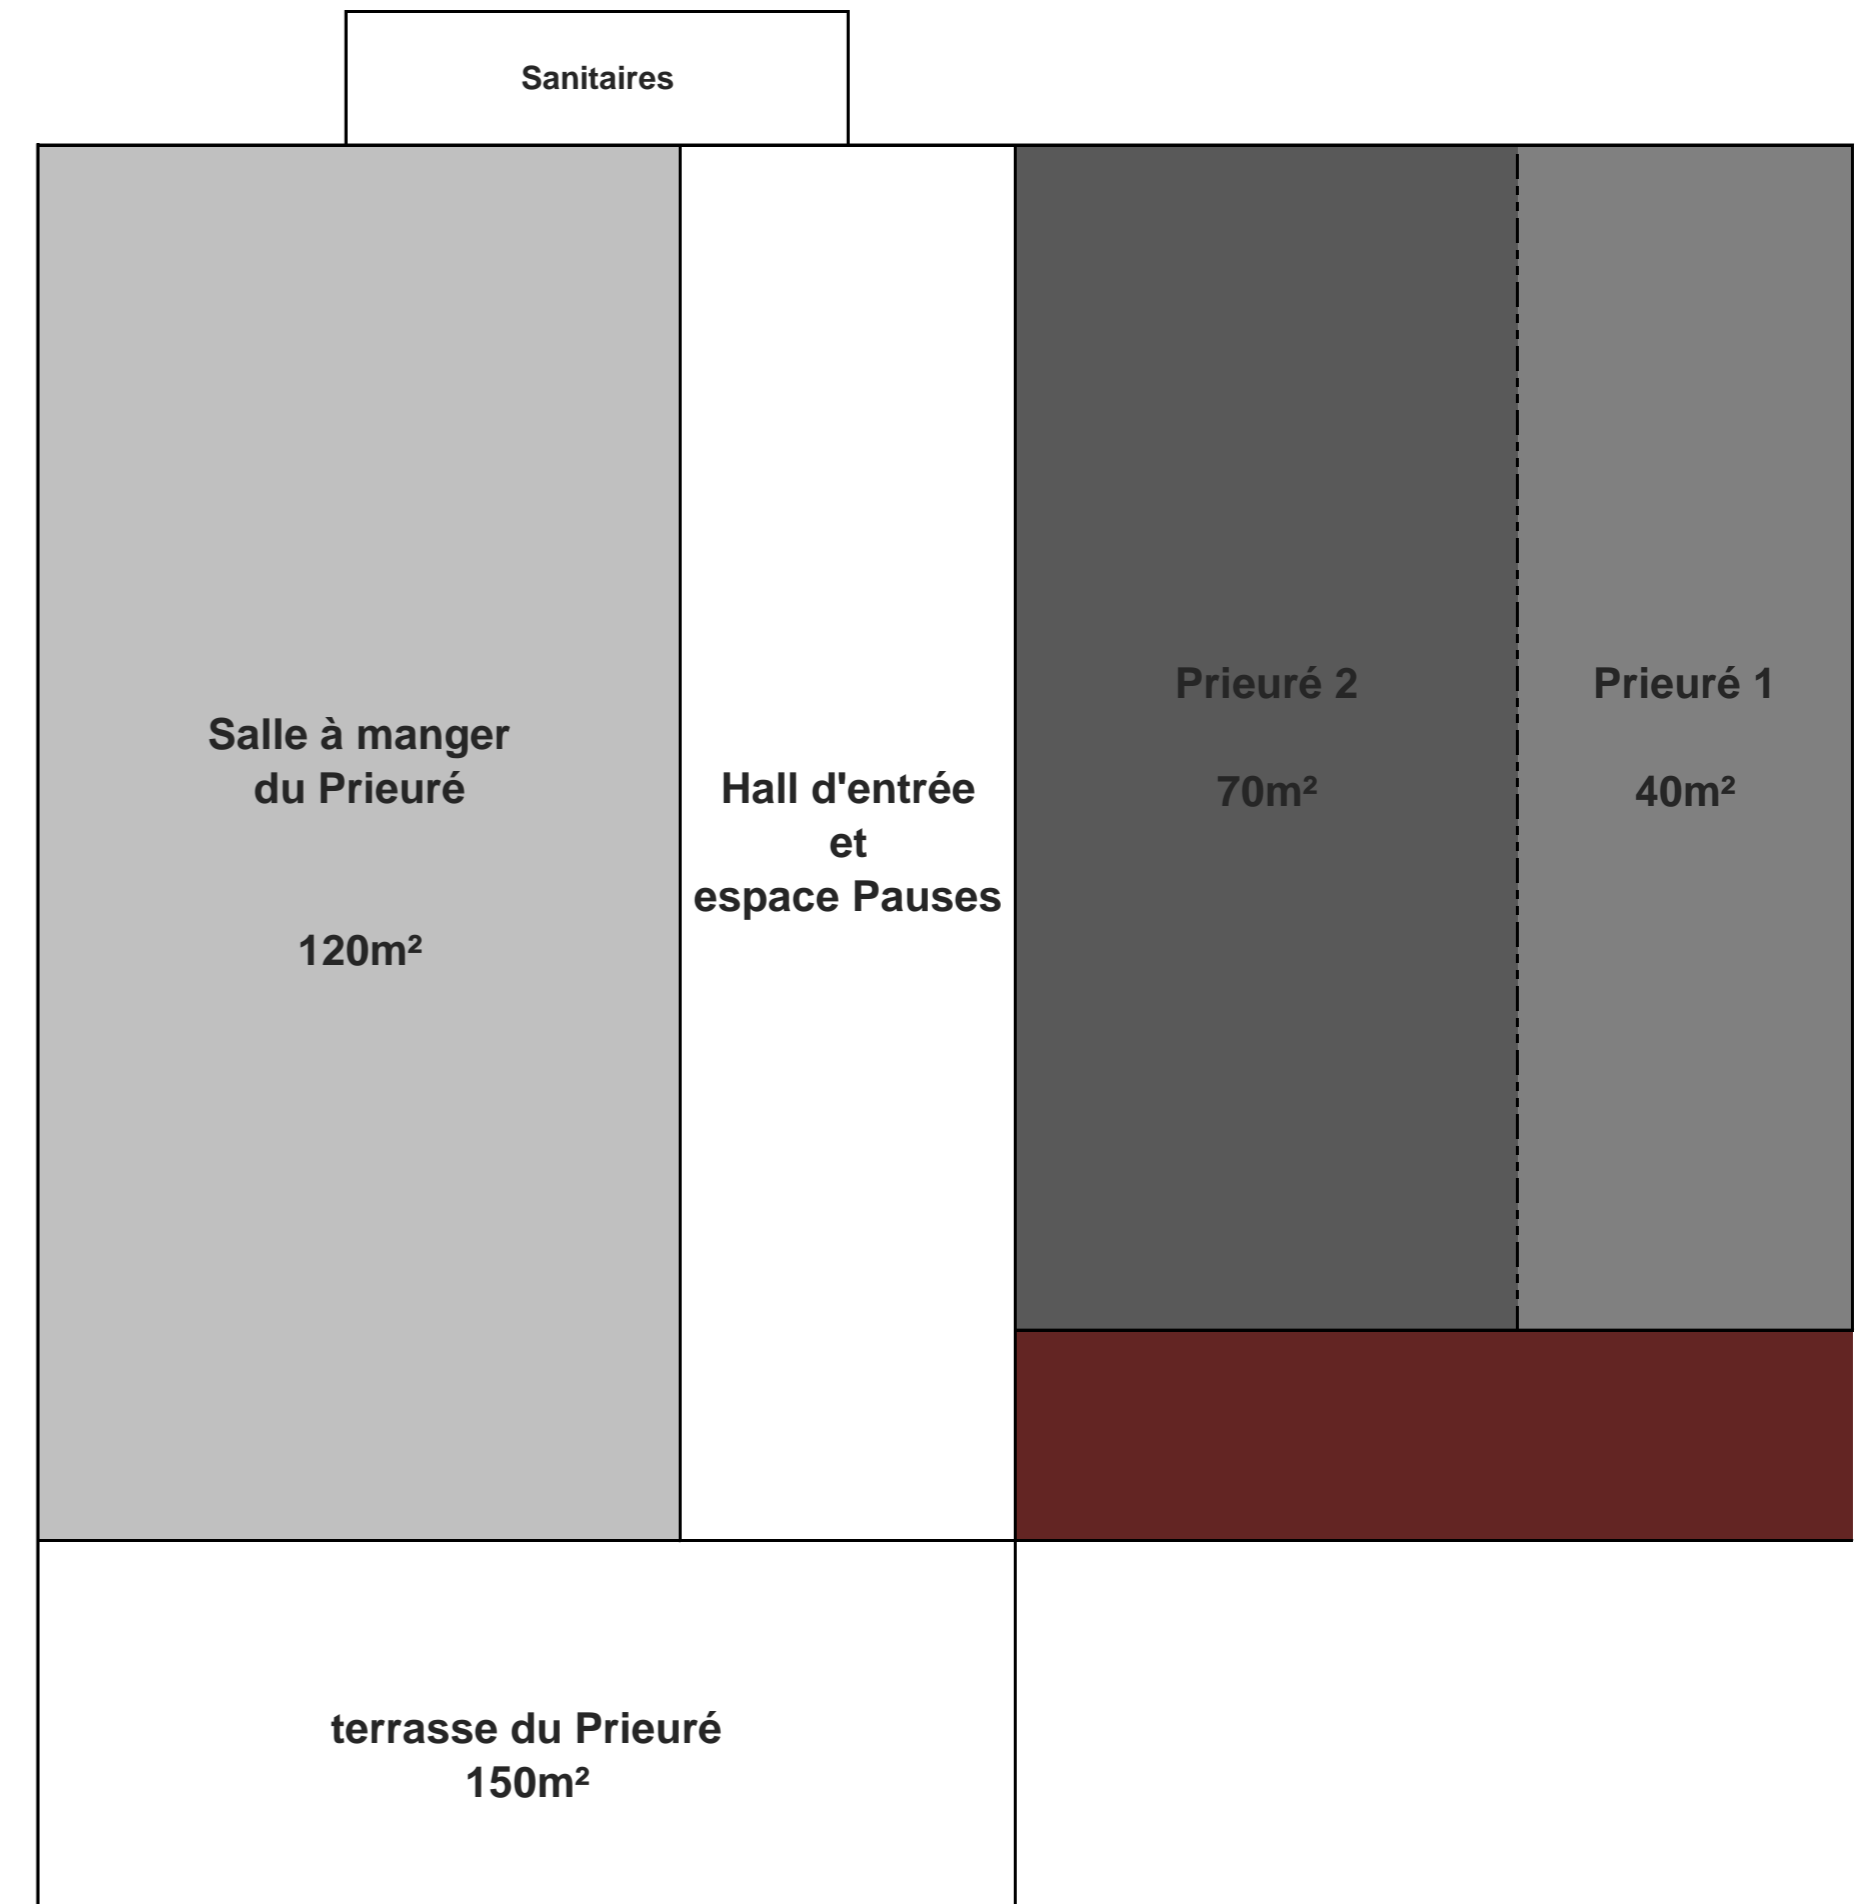 Sanitaires
Salle à manger
du Prieuré
120m²
Hall d'entrée
et
espace Pauses
Prieuré 2
70m²
Prieuré 1
40m²
terrasse du Prieuré
150m²